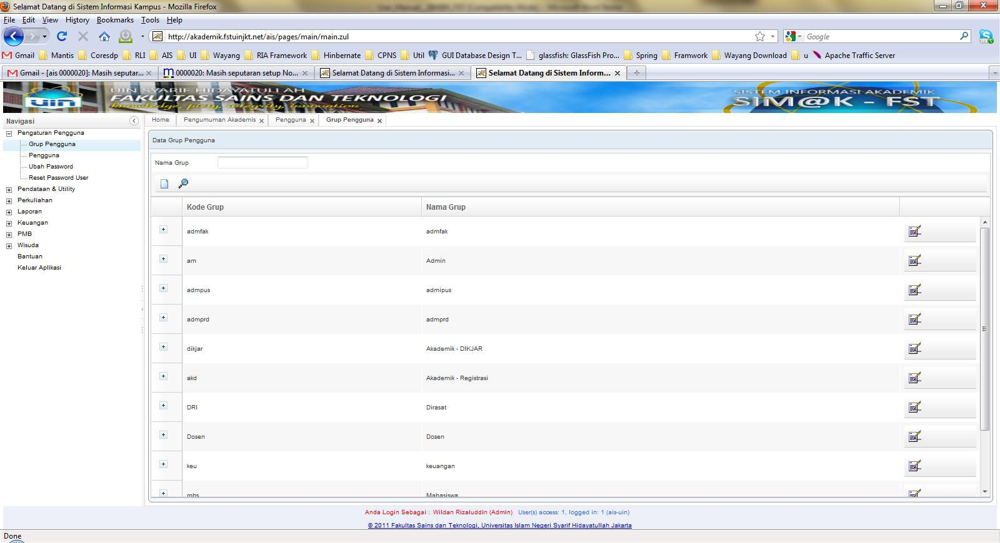 Selamat Datang di Sistem Informasi Kampus - Mozilla Firefox
File Edit View History Bookmarks Tools Help
http://akademik.fstuinjkt.net/ais/pages/main/main.zul
Google
Gmail Mantis Coresdp RLI AIS UI Wayang RIA Framework Hinbernate CPNS Util GUI Database Design T... glassfish: GlassFish Pro... Spring Framwork Wayang Download u Apache Traffic Server
Gmail - [ais 0000020]: Masih seputar... 0000020: Masih seputaran setup No... Selamat Datang di Sistem Informasi... Selamat Datang di Sistem Inform...
uin
UIN SYARIF HIDAYATULLAH
FAKULTAS SAINS DAN TEKNOLOGI
knowledge, piety, integrity, innovation
SISTEM INFORMASI AKADEMIK
SIM@K - FST
Navigasi
Pengaturan Pengguna
Grup Pengguna
Pengguna
Ubah Password
Reset Password User
Pendataan & Utility
Perkuliahan
Laporan
Keuangan
PMB
Wisuda
Bantuan
Keluar Aplikasi
Home Pengumuman Akademis Pengguna Grup Pengguna
Data Grup Pengguna
Nama Grup
Kode Grup Nama Grup
admfak admfak
am Admin
admpus admipus
admprd admprd
dikjar Akademik - DIKJAR
akd Akademik - Registrasi
DRI Dirasat
Dosen Dosen
keu keuangan
mhs Mahasiswa
Anda Login Sebagai : Wildan Rizaluddin (Admin) User(s) access: 1, logged in: 1 (ais-uin)
© 2011 Fakultas Sains dan Teknologi, Universitas Islam Negeri Syarif Hidayatullah Jakarta
Done